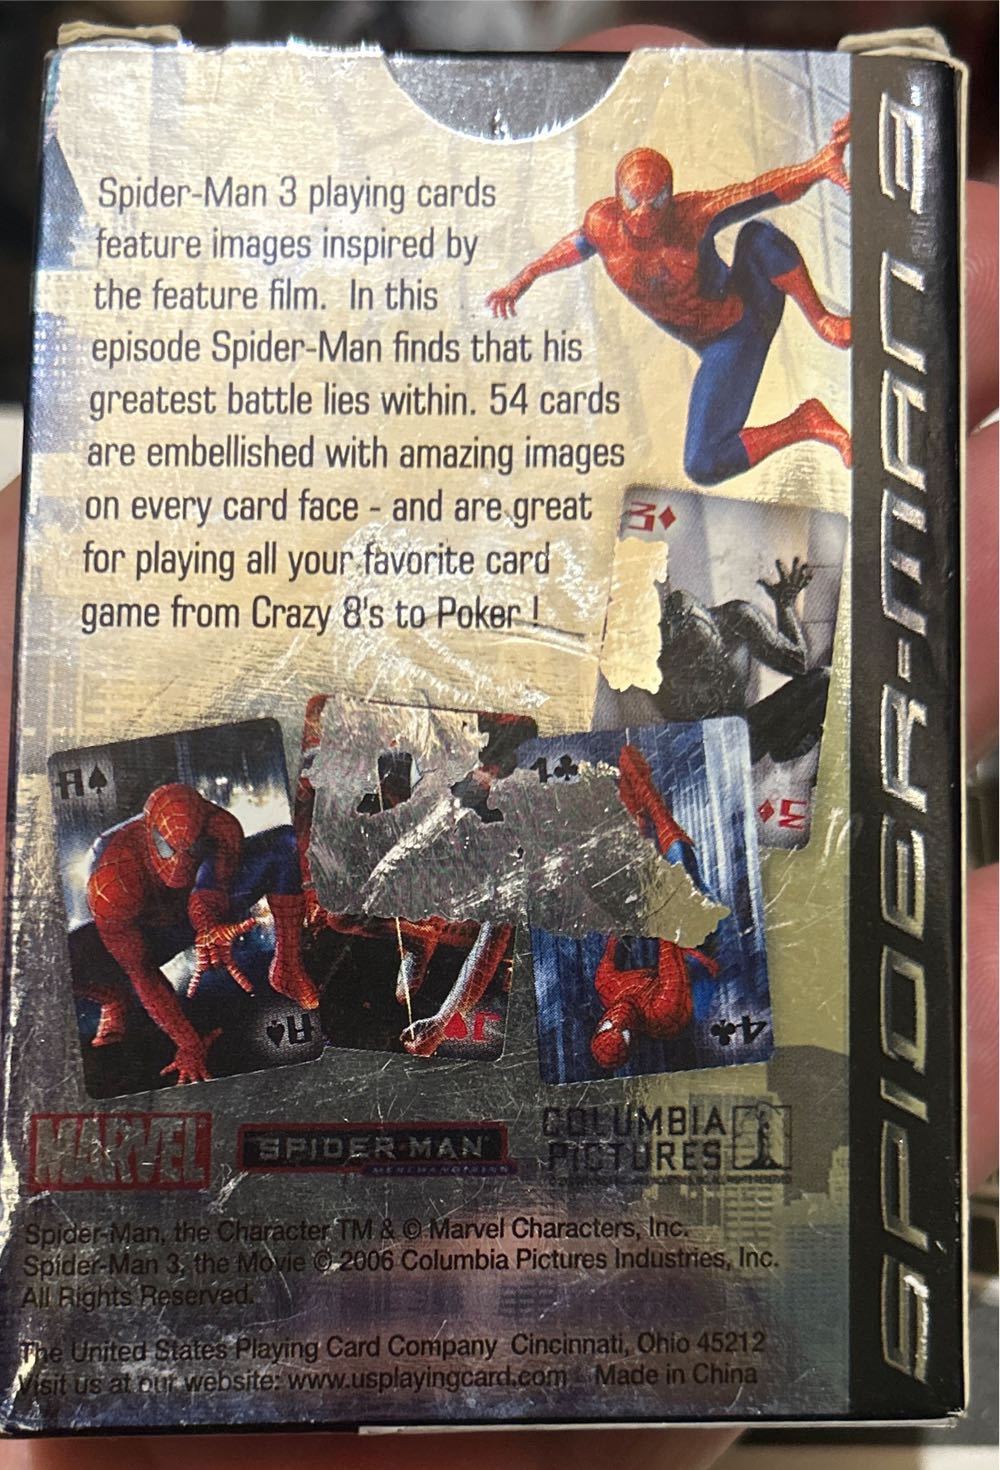 Spider-Man 3 playing cards
feature images inspired by
the feature film. In this
episode Spider-Man finds that his
greatest battle lies within. 54 cards
are embellished with amazing images
on every card face - and are great
for playing all your favorite card
game from Crazy 8's to Poker !
3♦
3♦
A♠
A♠
J
4♣
4♣
MARVEL
SPIDER-MAN
MERCHANDISE
COLUMBIA
PICTURES
Spider-Man, the Character TM & © Marvel Characters, Inc.
Spider-Man 3, the Movie © 2006 Columbia Pictures Industries, Inc.
All Rights Reserved.
The United States Playing Card Company Cincinnati, Ohio 45212
Visit us at our website: www.usplayingcard.com Made in China
SPIDER-MAN 3